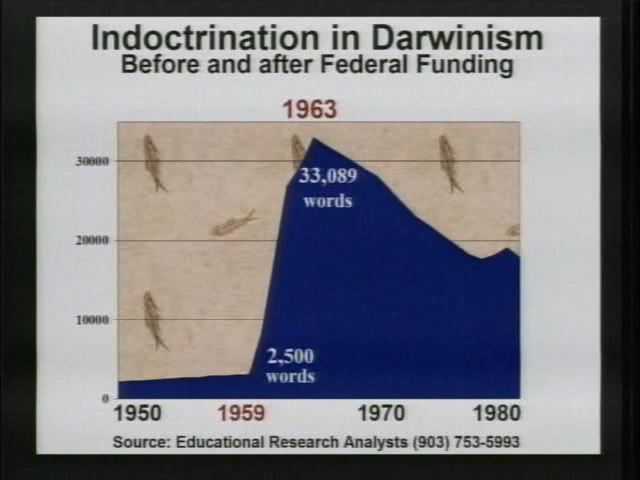 Indoctrination in Darwinism
Before and after Federal Funding
1963
30000
33,089
words
20000
10000
2,500
words
0
1950
1959
1970
1980
Source: Educational Research Analysts (903) 753-5993